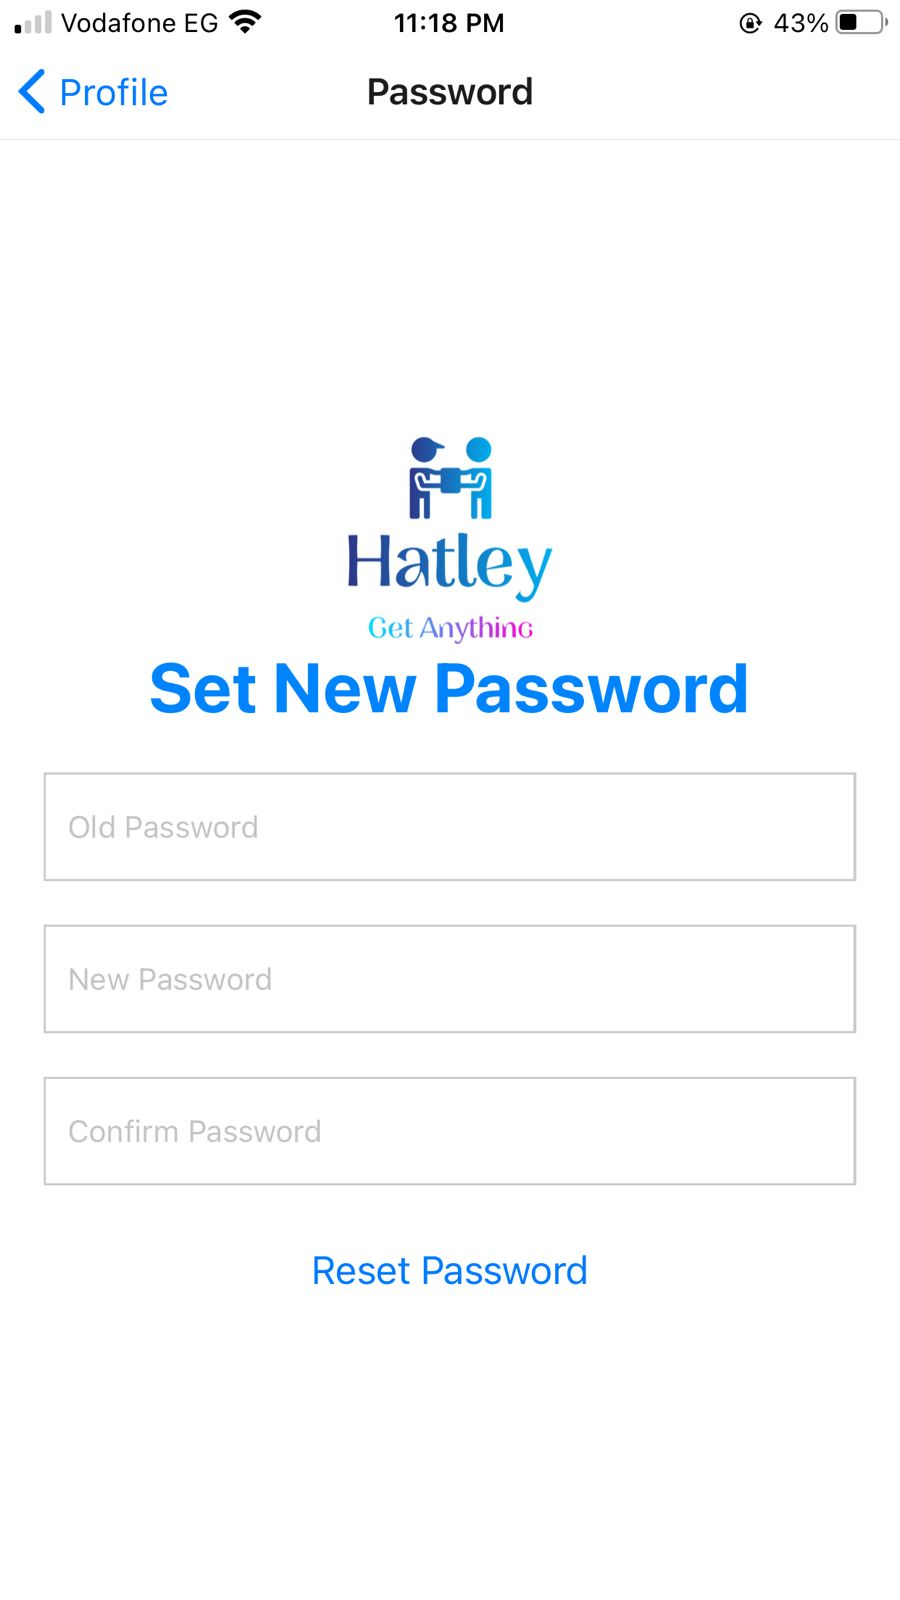 Vodafone EG 11:18 PM 43%
Profile Password
Hatley
Get Anything
Set New Password
Old Password
New Password
Confirm Password
Reset Password